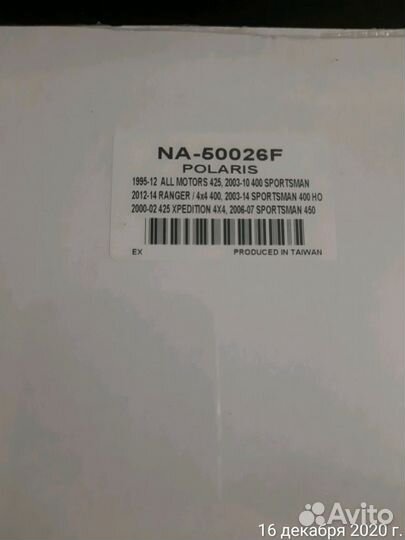 NA-50026F
POLARIS
1995-12 ALL MOTORS 425, 2003-10 400 SPORTSMAN
2012-14 RANGER / 4x4 400, 2003-14 SPORTSMAN 400 HO
2000-02 425 XPEDITION 4X4, 2006-07 SPORTSMAN 450
EX PRODUCED IN TAIWAN
16 декабря 2020 г.
Avito